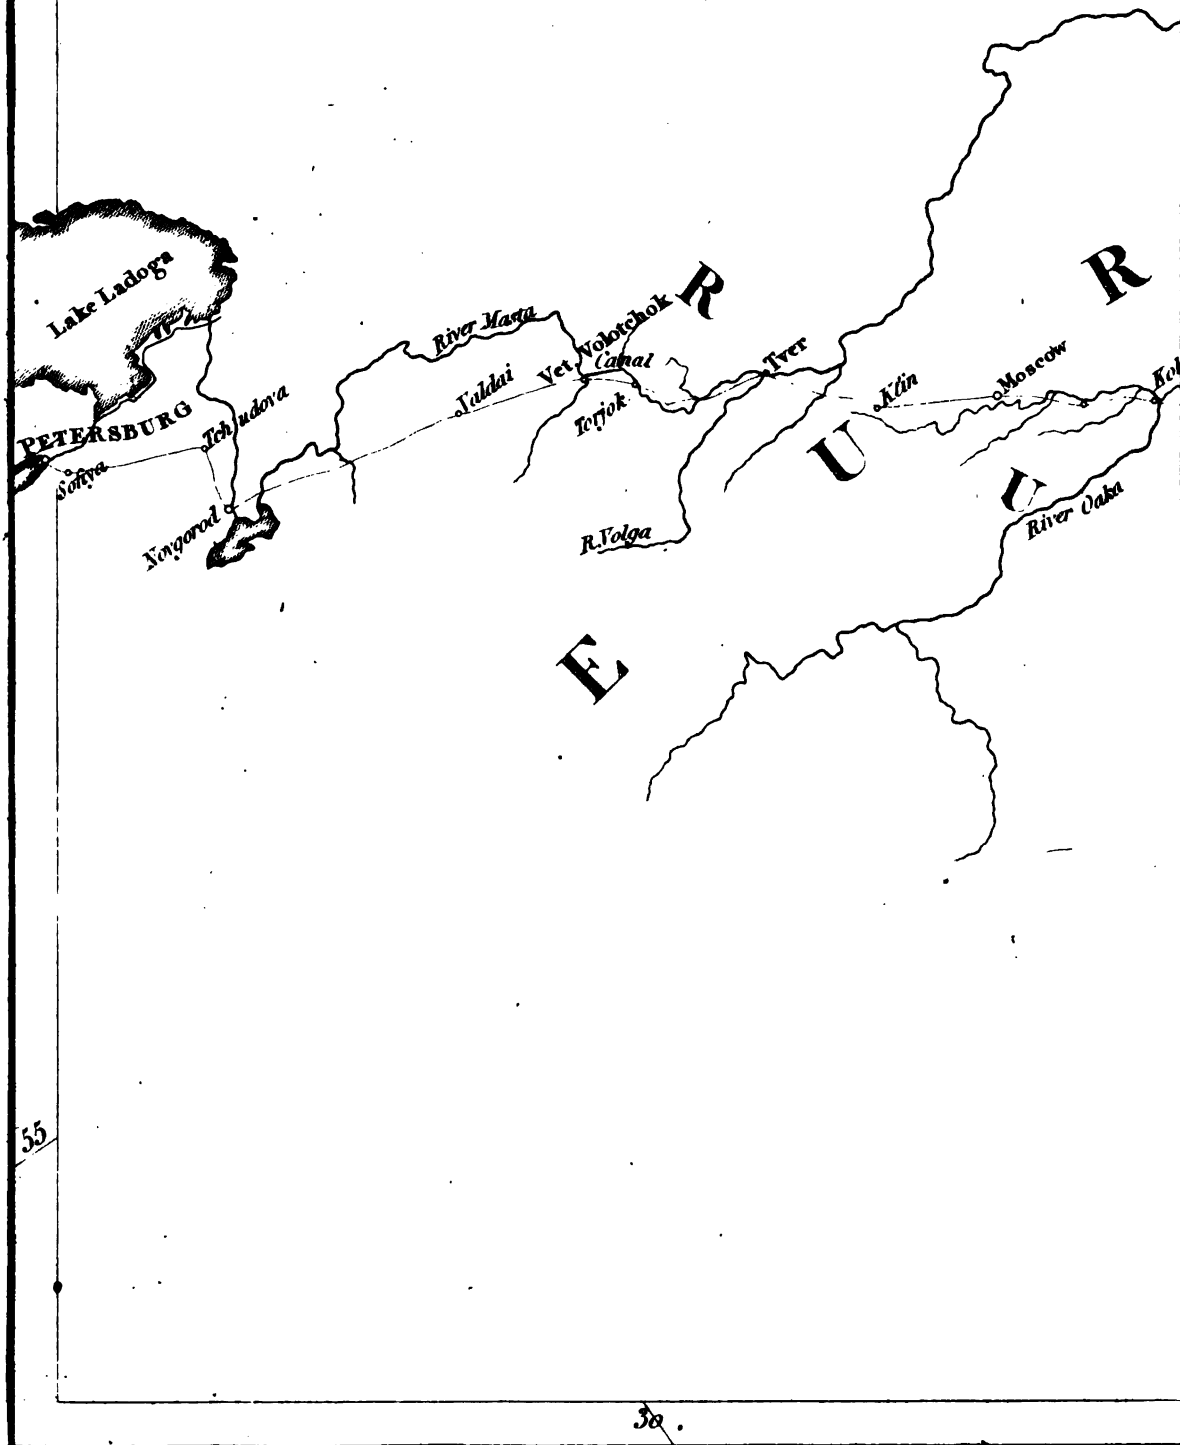 R
R
Lake Ladoga
River Masta
Vet. Volotchok
Canal
Tver
Moscow
Kol
Klin
Valdai
Torjok
PETERSBURG
Tchudova
Sofiya
U
U
River Oaka
Novgorod
R. Volga
E
55
30